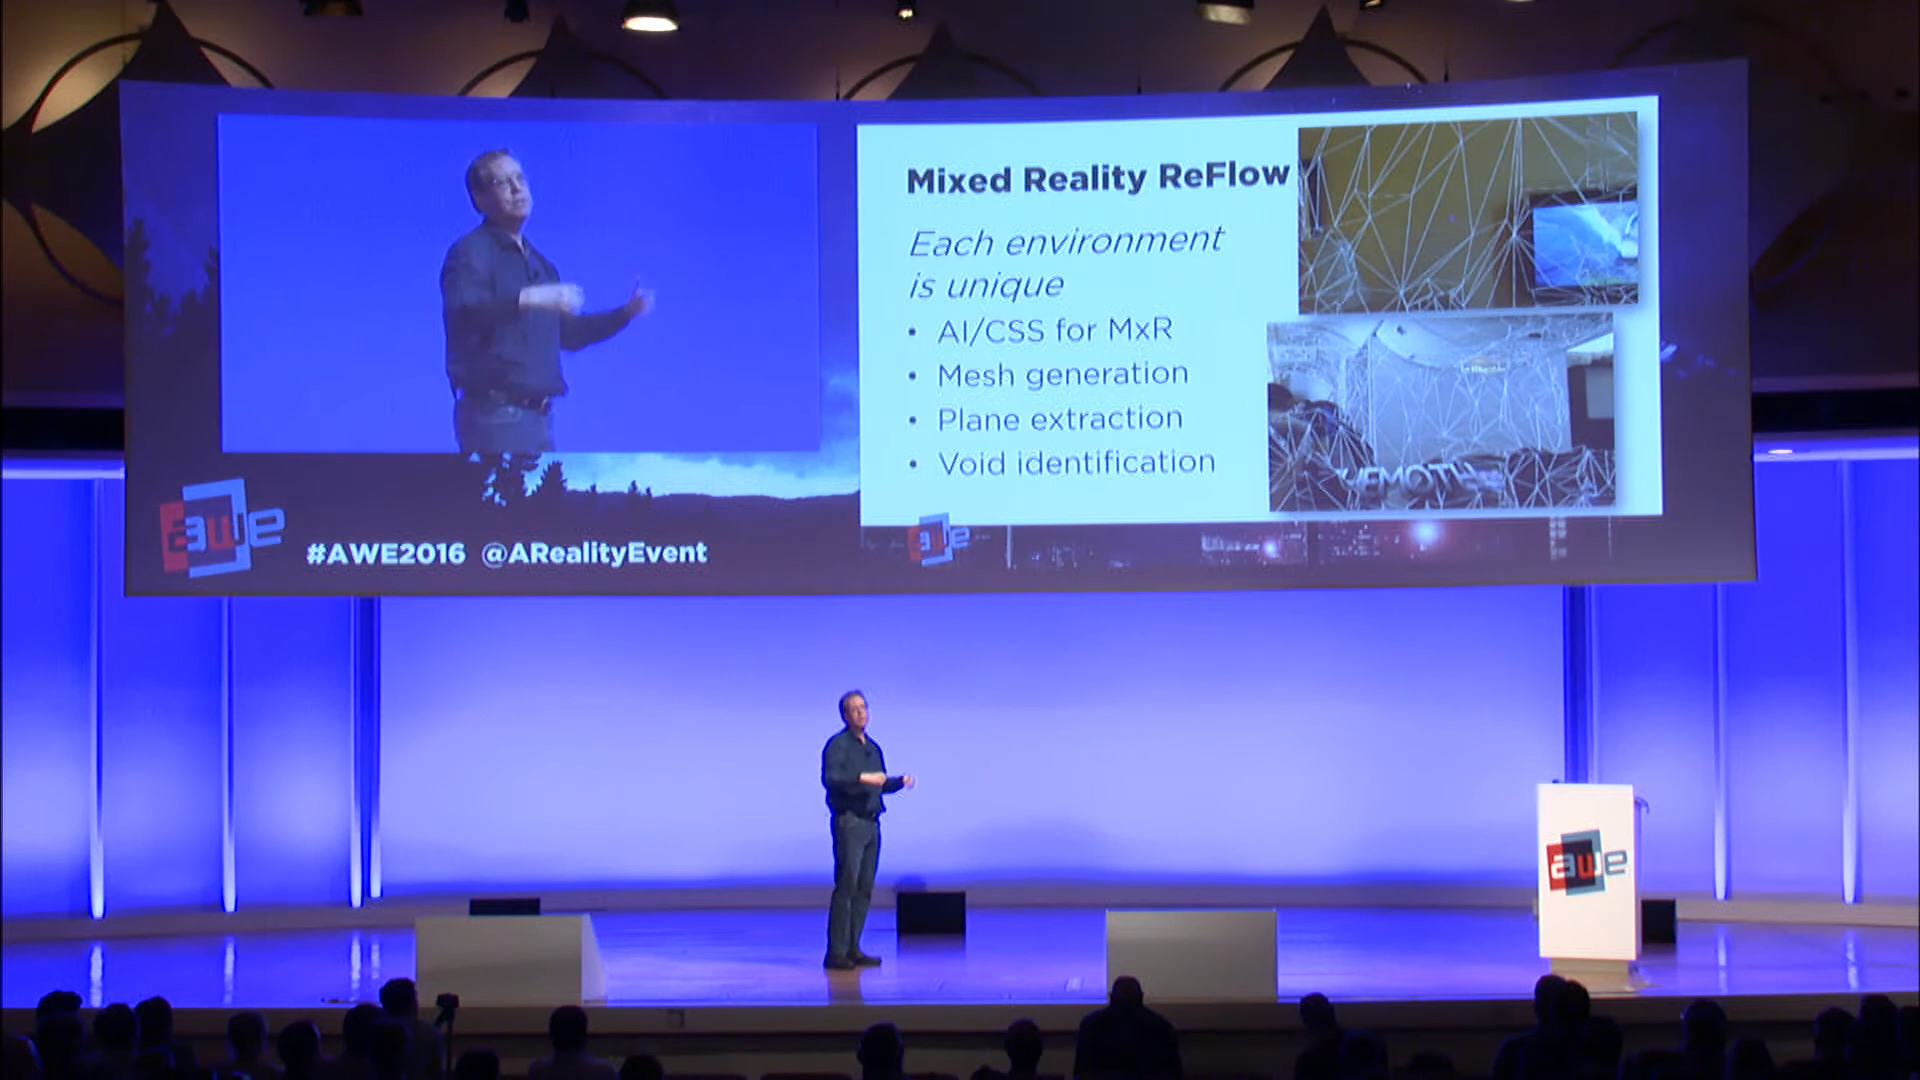 Mixed Reality ReFlow
Each environment
is unique
• AI/CSS for MxR
• Mesh generation
• Plane extraction
• Void identification
awe
#AWE2016 @ARealityEvent
awe
awe